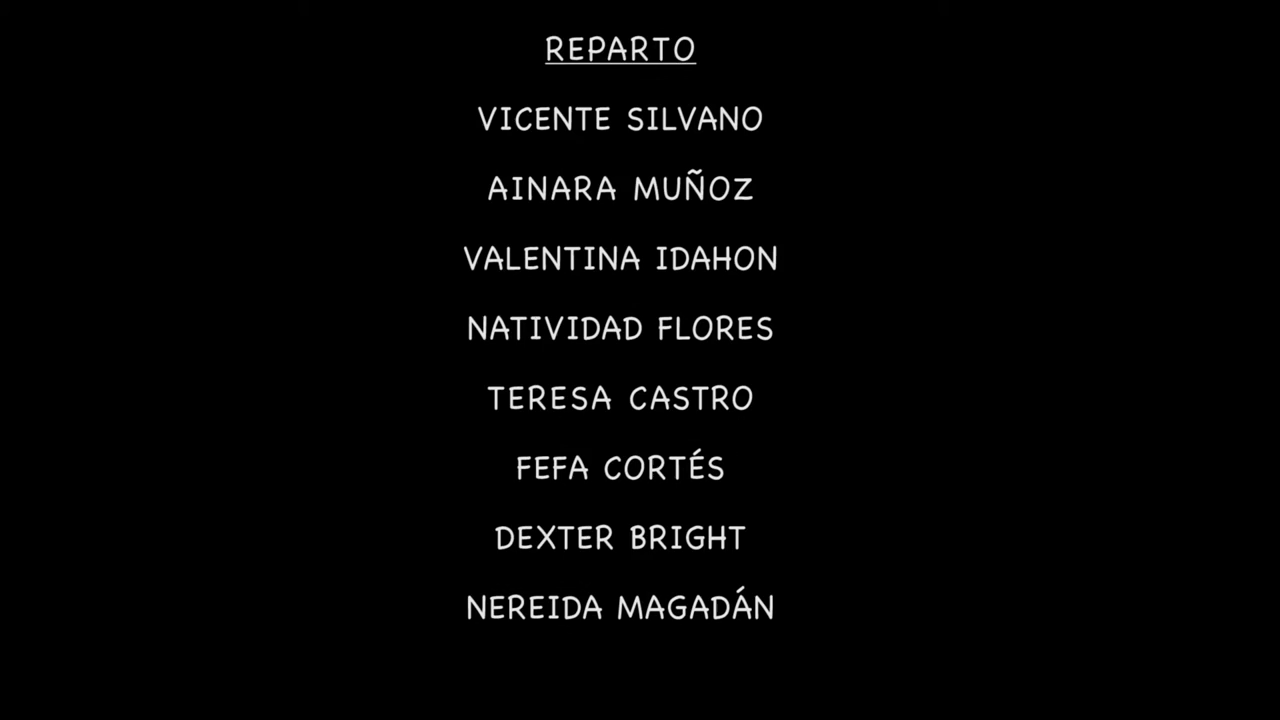 REPARTO
VICENTE SILVANO
AINARA MUÑOZ
VALENTINA IDAHON
NATIVIDAD FLORES
TERESA CASTRO
FEFA CORTÉS
DEXTER BRIGHT
NEREIDA MAGADÁN